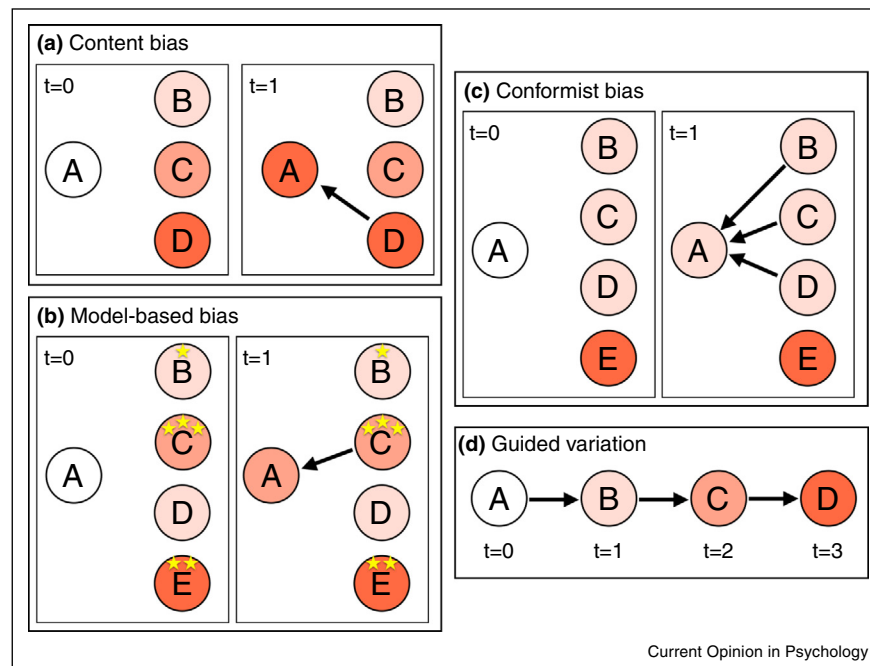 (a) Content bias
t=0
B
A
C
D
t=1
B
A
C
D
(b) Model-based bias
t=0
B
C
A
D
E
t=1
B
C
A
D
E
(c) Conformist bias
t=0
B
C
A
D
E
t=1
B
C
A
D
E
(d) Guided variation
A B C D
t=0 t=1 t=2 t=3
Current Opinion in Psychology